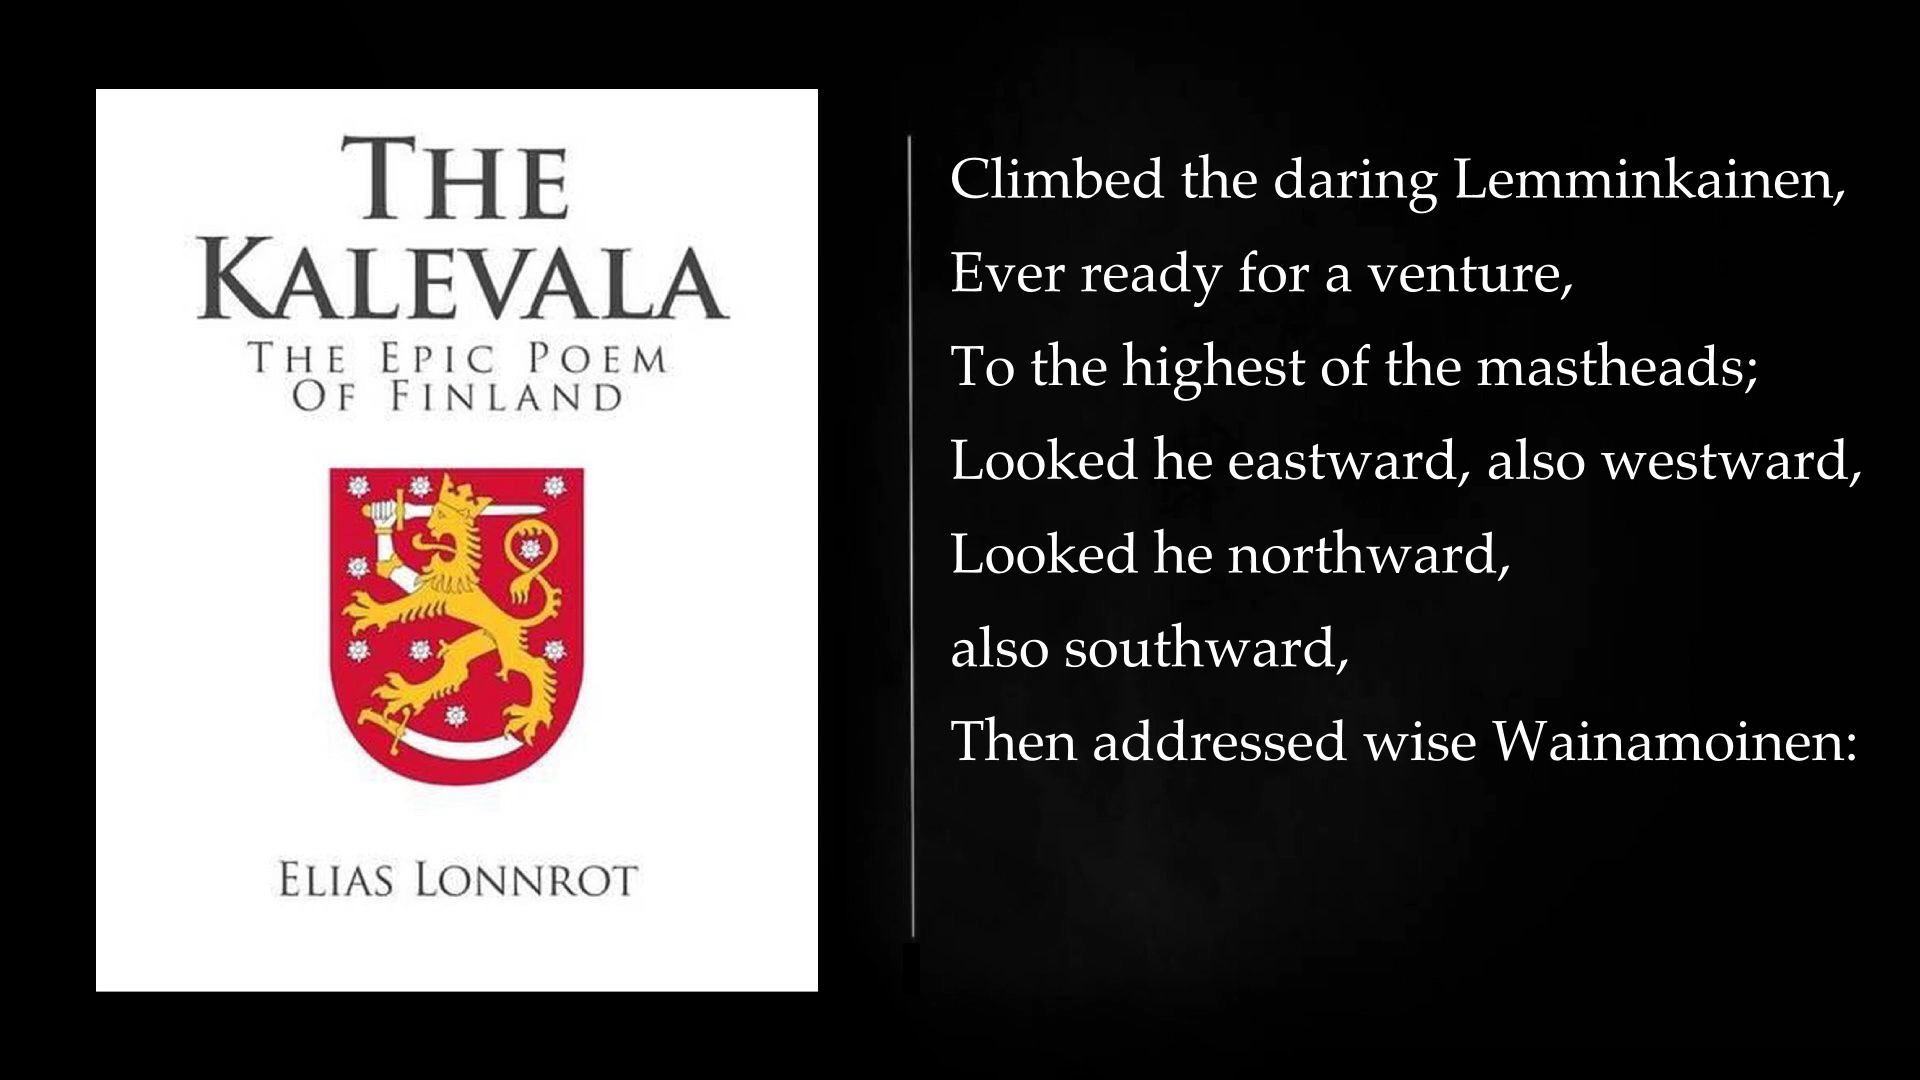 THE
KALEVALA
THE EPIC POEM
OF FINLAND
ELIAS LONNROT
Climbed the daring Lemminkainen,
Ever ready for a venture,
To the highest of the mastheads;
Looked he eastward, also westward,
Looked he northward,
also southward,
Then addressed wise Wainamoinen: